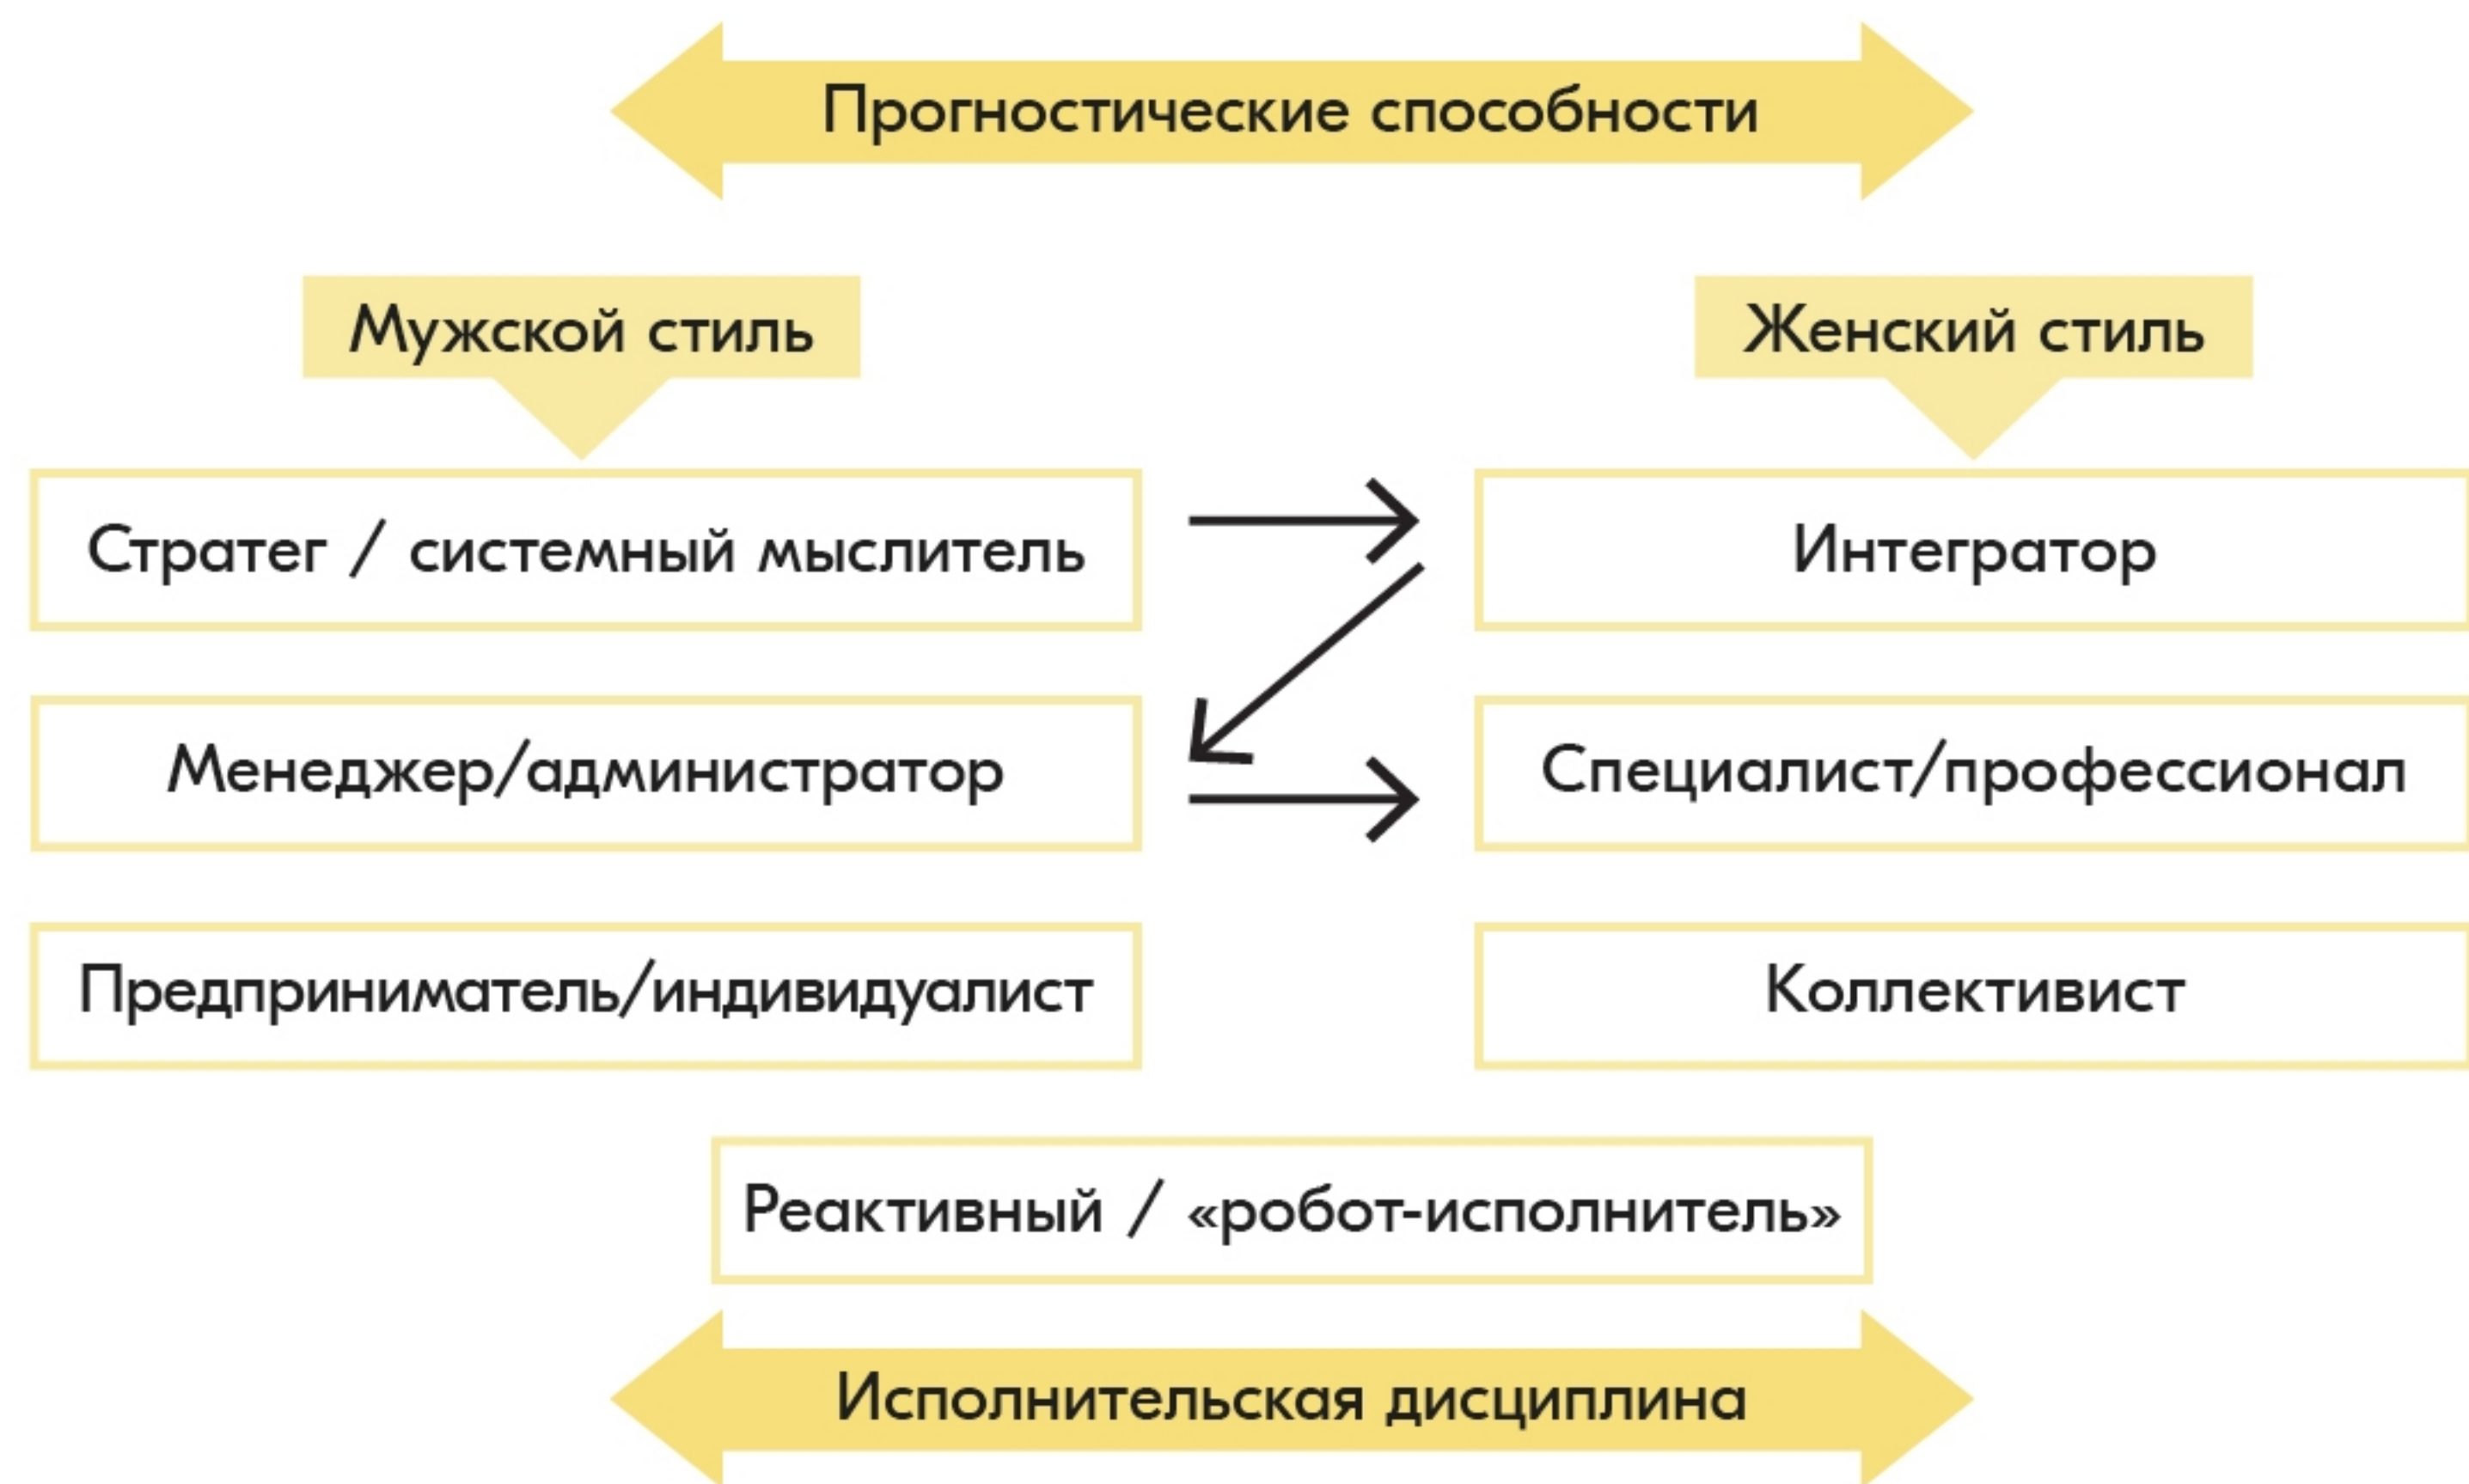 Прогностические способности
Мужской стиль
Женский стиль
Стратег / системный мыслитель
Интегратор
Менеджер/администратор
Специалист/профессионал
Предприниматель/индивидуалист
Коллективист
Реактивный / «робот-исполнитель»
Исполнительская дисциплина